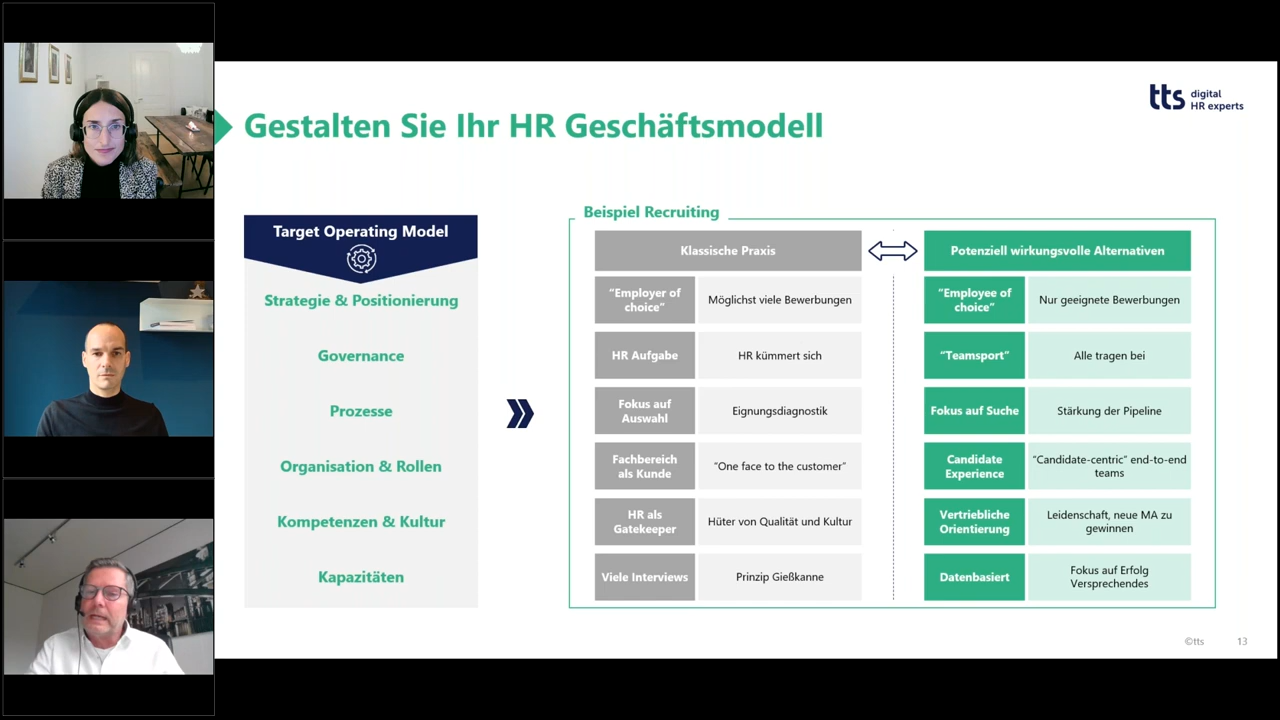 tts digital
HR experts
Gestalten Sie Ihr HR Geschäftsmodell
Target Operating Model
Strategie & Positionierung
Governance
Prozesse
Organisation & Rollen
Kompetenzen & Kultur
Kapazitäten
Beispiel Recruiting
Klassische Praxis
Potenziell wirkungsvolle Alternativen
“Employer of
choice”
Möglichst viele Bewerbungen
“Employee of
choice”
Nur geeignete Bewerbungen
HR Aufgabe
HR kümmert sich
“Teamsport”
Alle tragen bei
Fokus auf
Auswahl
Eignungsdiagnostik
Fokus auf Suche
Stärkung der Pipeline
Fachbereich
als Kunde
“One face to the customer”
Candidate
Experience
“Candidate-centric” end-to-end
teams
HR als
Gatekeeper
Hüter von Qualität und Kultur
Vertriebliche
Orientierung
Leidenschaft, neue MA zu
gewinnen
Viele Interviews
Prinzip Gießkanne
Datenbasiert
Fokus auf Erfolg
Versprechendes
©tts
13